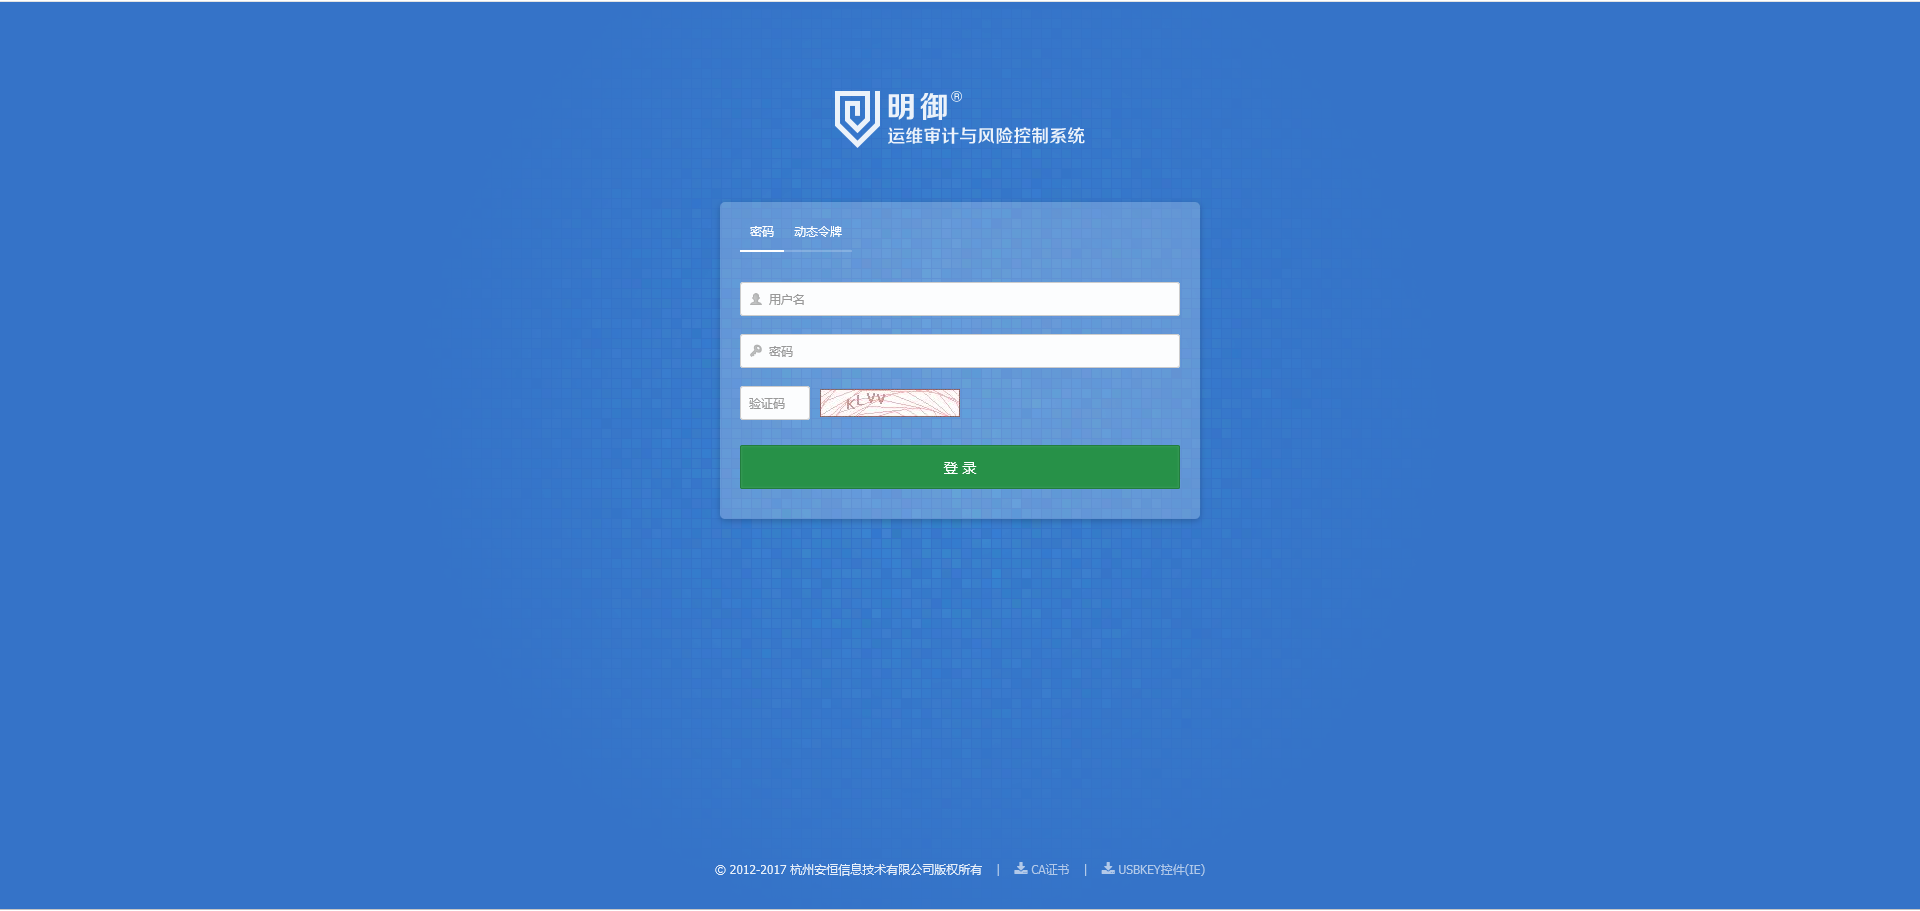 明御®
运维审计与风险控制系统
密码 动态令牌
用户名
密码
验证码 KLVV
登 录
© 2012-2017 杭州安恒信息技术有限公司版权所有 | CA证书 | USBKEY控件(IE)